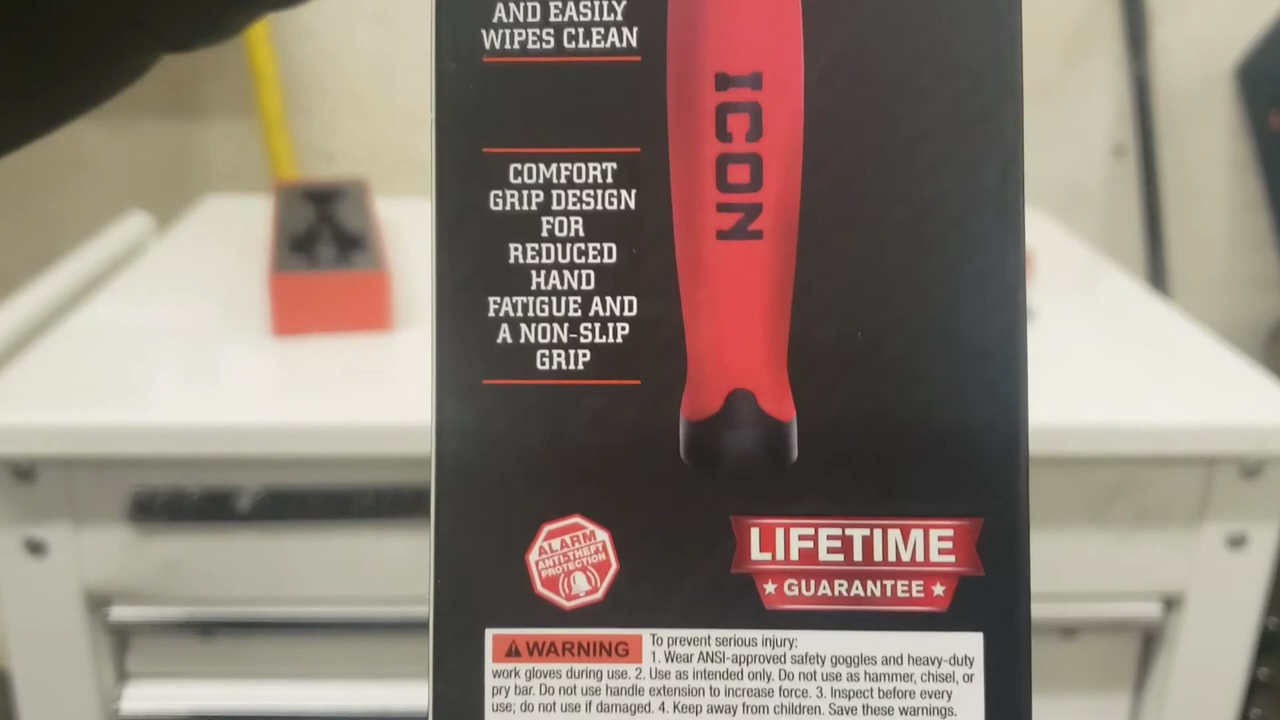 AND EASILY
WIPES CLEAN
COMFORT
GRIP DESIGN
FOR
REDUCED
HAND
FATIGUE AND
A NON-SLIP
GRIP
ICON
ALARM
ANTI-THEFT
PROTECTION
LIFETIME
GUARANTEE
WARNING To prevent serious injury:
1. Wear ANSI-approved safety goggles and heavy-duty
work gloves during use. 2. Use as intended only. Do not use as hammer, chisel, or
pry bar. Do not use handle extension to increase force. 3. Inspect before every
use; do not use if damaged. 4. Keep away from children. Save these warnings.